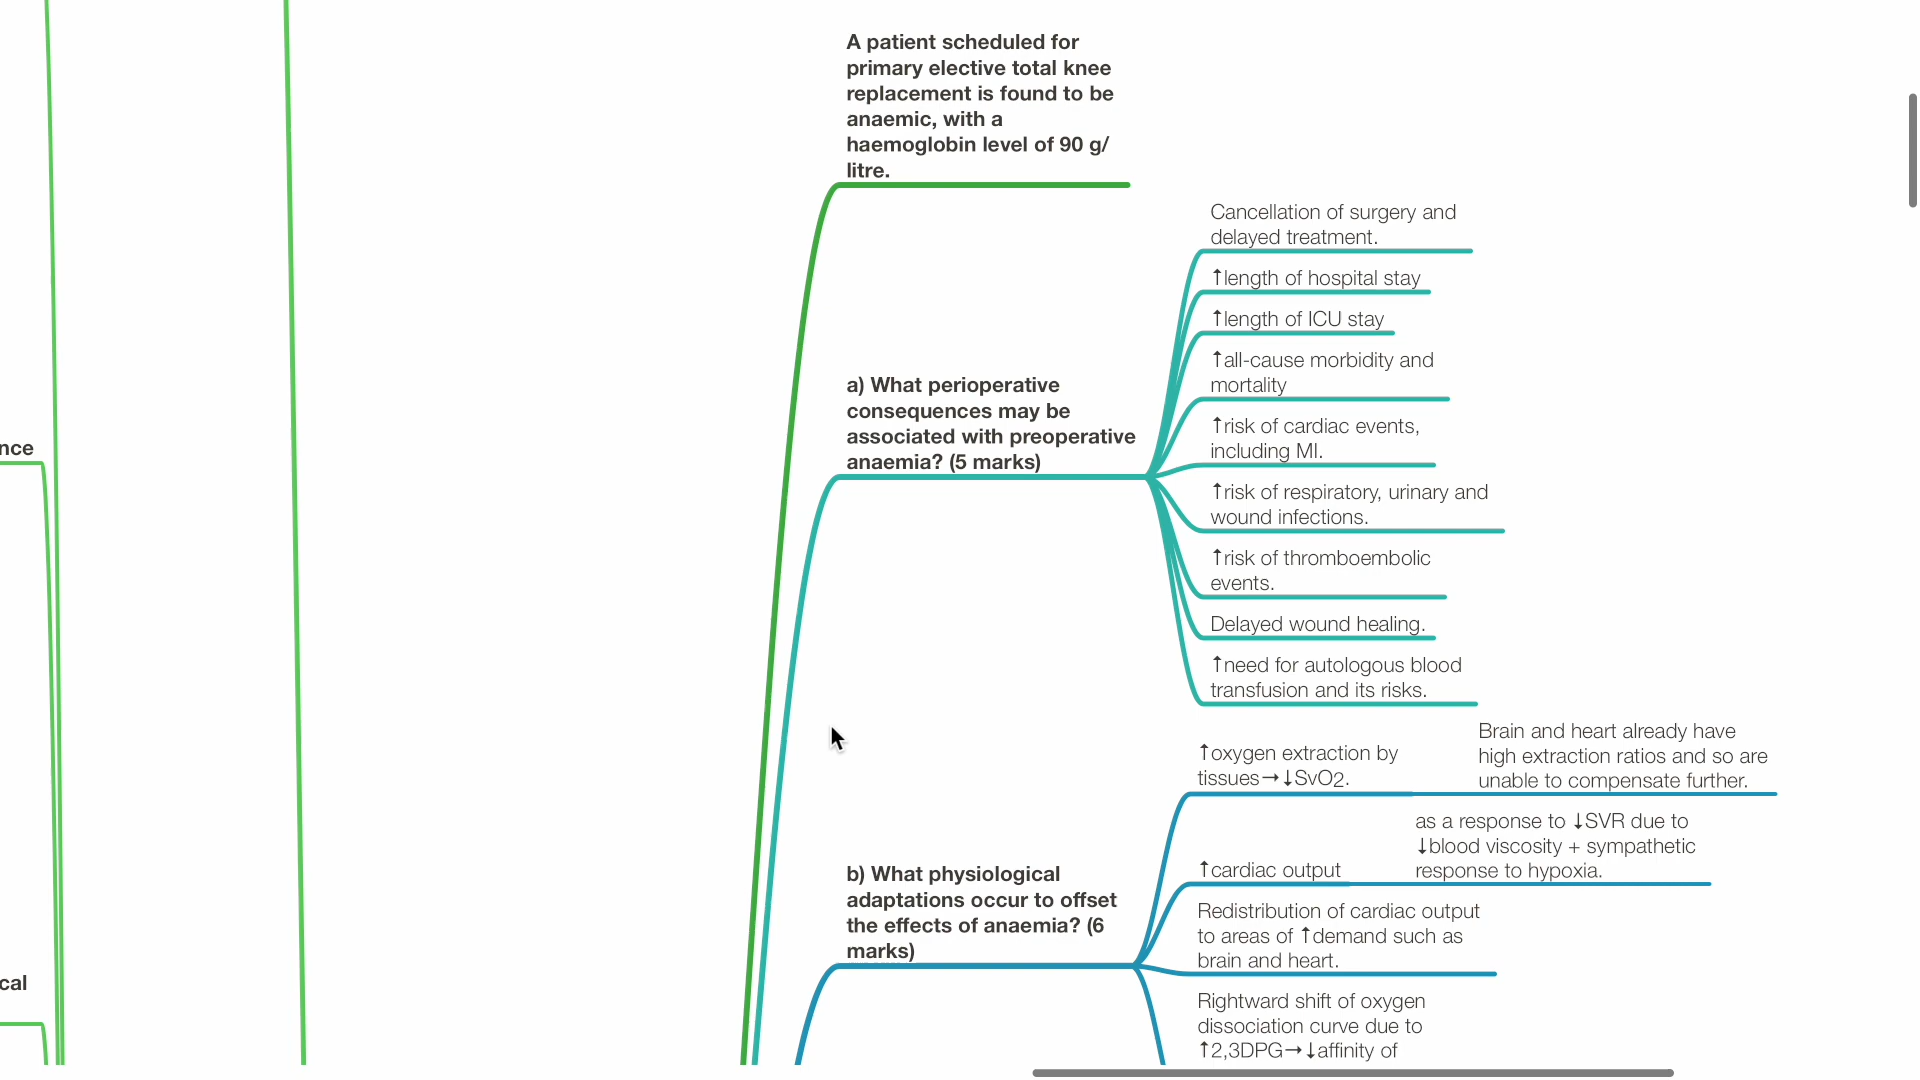 A patient scheduled for
primary elective total knee
replacement is found to be
anaemic, with a
haemoglobin level of 90 g/
litre.
Cancellation of surgery and
delayed treatment.
↑length of hospital stay
↑length of ICU stay
↑all-cause morbidity and
mortality
a) What perioperative
consequences may be
associated with preoperative
anaemia? (5 marks)
↑risk of cardiac events,
including MI.
↑risk of respiratory, urinary and
wound infections.
↑risk of thromboembolic
events.
Delayed wound healing.
↑need for autologous blood
transfusion and its risks.
nce
b) What physiological
adaptations occur to offset
the effects of anaemia? (6
marks)
↑oxygen extraction by
tissues→↓SvO2.
Brain and heart already have
high extraction ratios and so are
unable to compensate further.
↑cardiac output
as a response to ↓SVR due to
↓blood viscosity + sympathetic
response to hypoxia.
Redistribution of cardiac output
to areas of ↑demand such as
brain and heart.
Rightward shift of oxygen
dissociation curve due to
↑2,3DPG→↓affinity of
cal